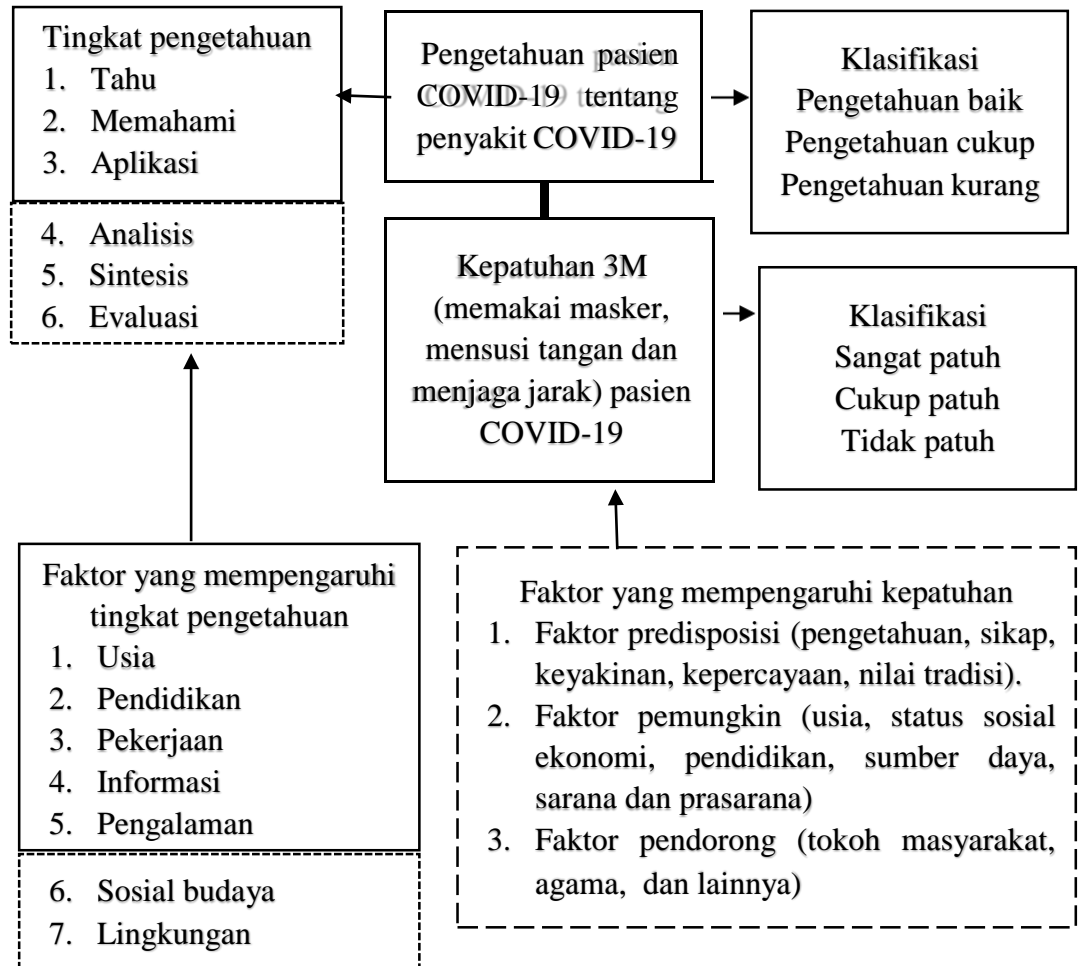 Tingkat pengetahuan
1. Tahu
2. Memahami
3. Aplikasi
4. Analisis
5. Sintesis
6. Evaluasi
Pengetahuan pasien
COVID-19 tentang
penyakit COVID-19
Klasifikasi
Pengetahuan baik
Pengetahuan cukup
Pengetahuan kurang
Kepatuhan 3M
(memakai masker,
mensusi tangan dan
menjaga jarak) pasien
COVID-19
Klasifikasi
Sangat patuh
Cukup patuh
Tidak patuh
Faktor yang mempengaruhi
tingkat pengetahuan
1. Usia
2. Pendidikan
3. Pekerjaan
4. Informasi
5. Pengalaman
6. Sosial budaya
7. Lingkungan
Faktor yang mempengaruhi kepatuhan
1. Faktor predisposisi (pengetahuan, sikap,
keyakinan, kepercayaan, nilai tradisi).
2. Faktor pemungkin (usia, status sosial
ekonomi, pendidikan, sumber daya,
sarana dan prasarana)
3. Faktor pendorong (tokoh masyarakat,
agama, dan lainnya)